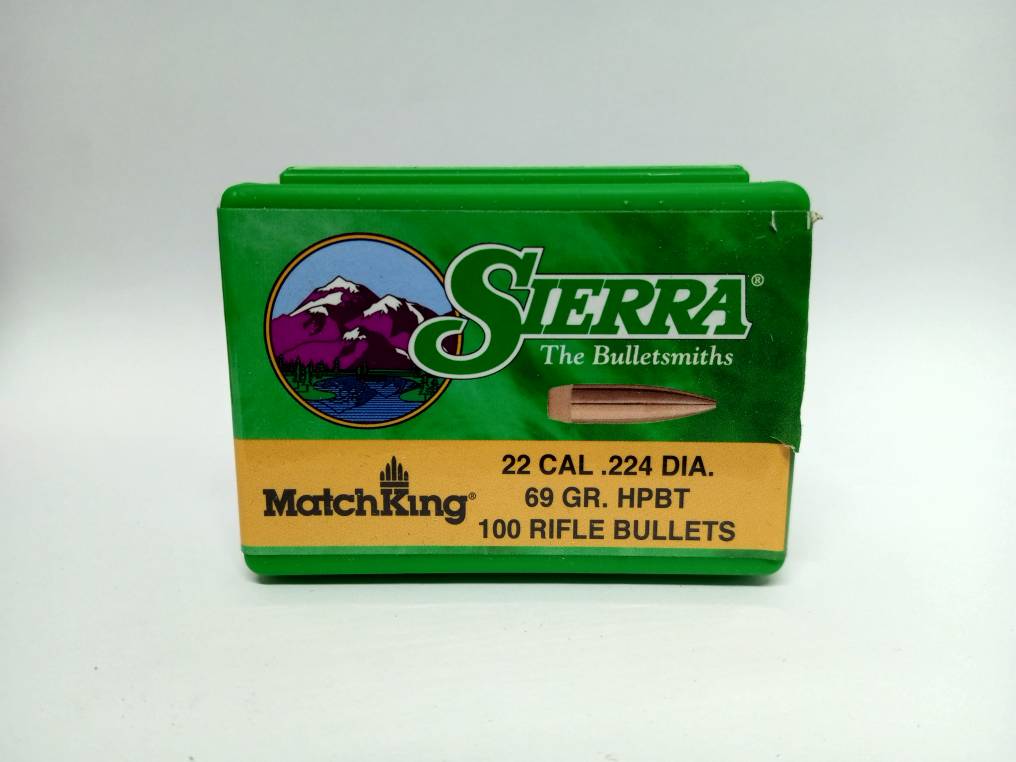 SIERRA®
The Bulletsmiths
MatchKing®
22 CAL .224 DIA.
69 GR. HPBT
100 RIFLE BULLETS